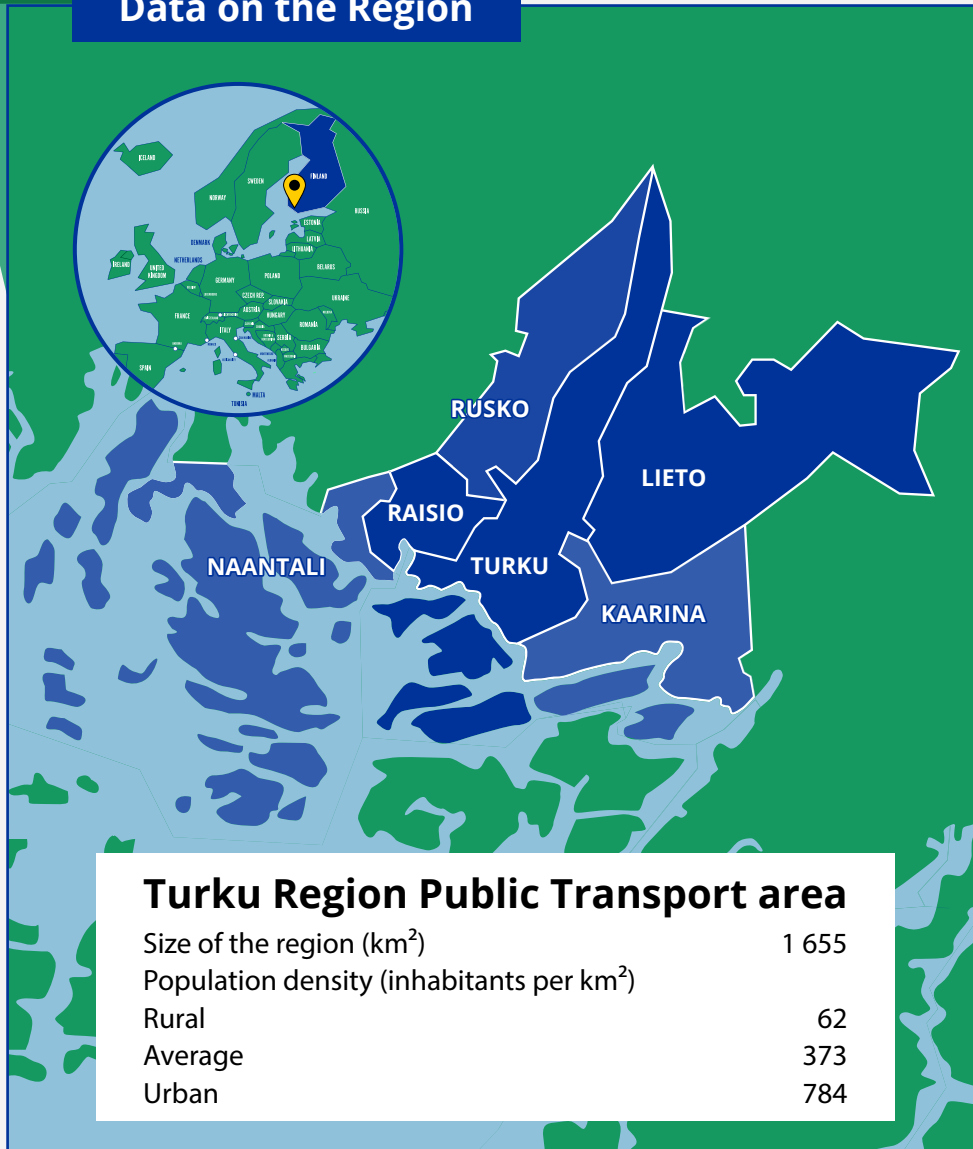 Data on the Region
ICELAND
SWEDEN
FINLAND
NORWAY
RUSSIA
ESTONIA
LATVIA
LITHUANIA
DENMARK
NETHERLANDS
IRELAND
UNITED
KINGDOM
BELARUS
GERMANY
POLAND
CZECH REP.
SLOVAKIA
UKRAINE
AUSTRIA
HUNGARY
FRANCE
ITALY
ROMANIA
SERBIA
BULGARIA
SPAIN
MALTA
TUNISIA
RUSKO
LIETO
RAISIO
TURKU
NAANTALI
KAARINA
Turku Region Public Transport area
Size of the region (km²) 1 655
Population density (inhabitants per km²)
Rural 62
Average 373
Urban 784